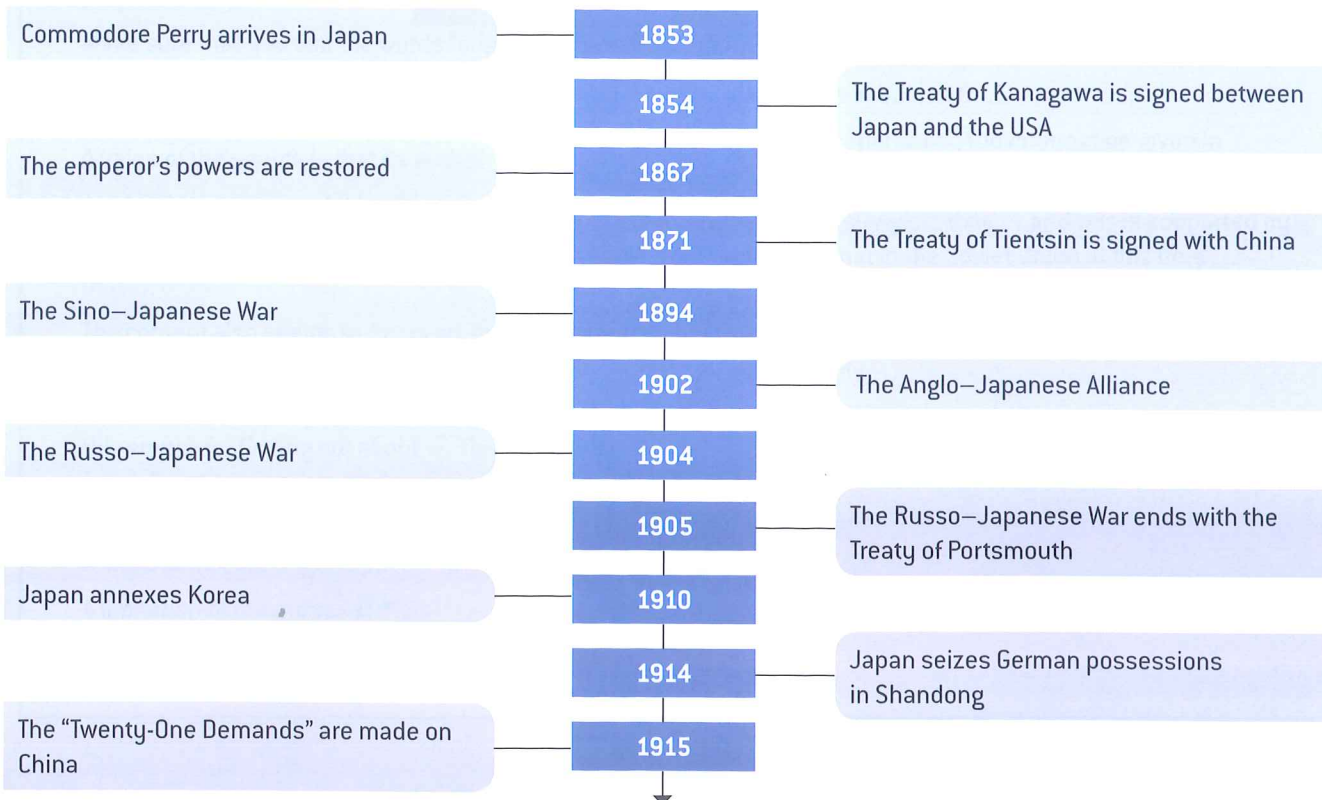 Commodore Perry arrives in Japan
1853
1854
The Treaty of Kanagawa is signed between
Japan and the USA
The emperor's powers are restored
1867
1871
The Treaty of Tientsin is signed with China
The Sino–Japanese War
1894
1902
The Anglo–Japanese Alliance
The Russo–Japanese War
1904
1905
The Russo–Japanese War ends with the
Treaty of Portsmouth
Japan annexes Korea
1910
1914
Japan seizes German possessions
in Shandong
The “Twenty-One Demands” are made on
China
1915